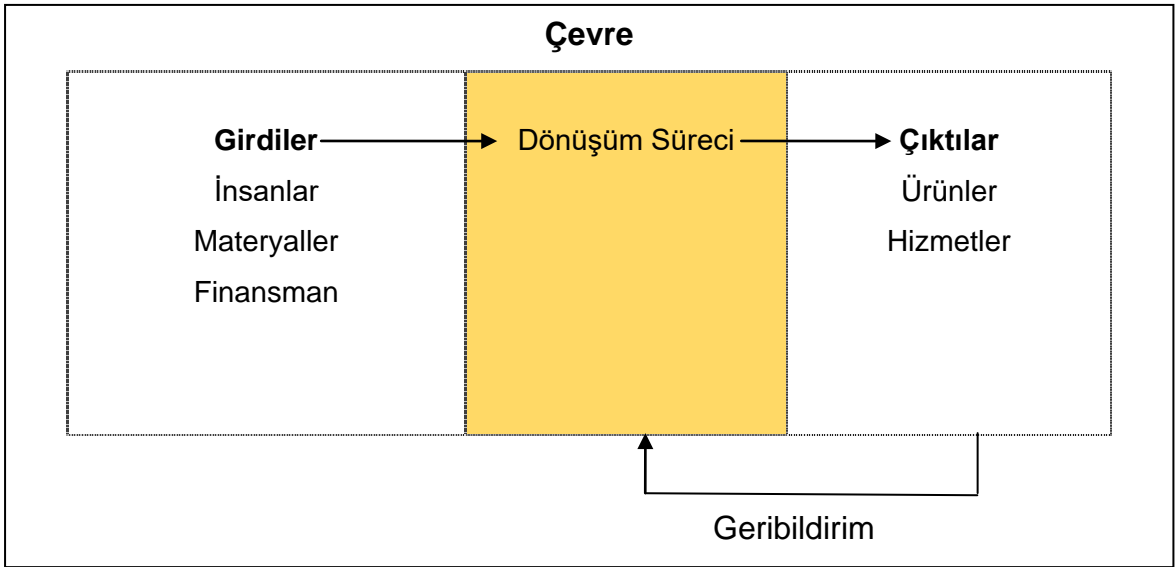 Çevre
Girdiler
İnsanlar
Materyaller
Finansman
Dönüşüm Süreci
Çıktılar
Ürünler
Hizmetler
Geribildirim